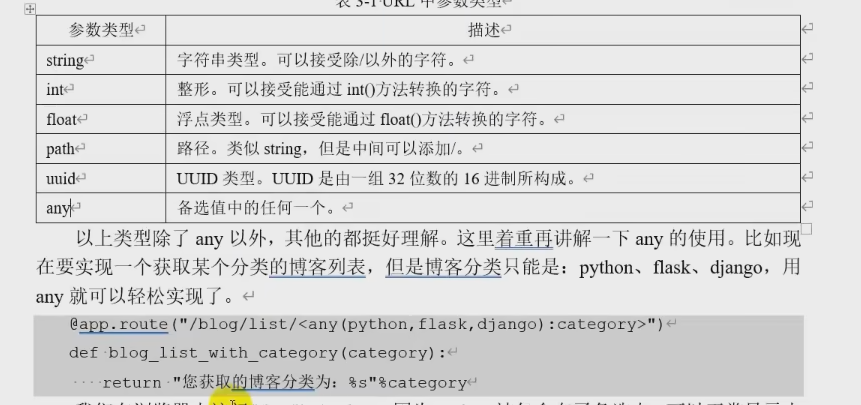 表 3-1 URL 中参数类型
参数类型 描述
string 字符串类型。可以接受除/以外的字符。
int 整形。可以接受能通过 int()方法转换的字符。
float 浮点类型。可以接受能通过 float()方法转换的字符。
path 路径。类似 string，但是中间可以添加/。
uuid UUID 类型。UUID 是由一组 32 位数的 16 进制所构成。
any 备选值中的任何一个。
以上类型除了 any 以外，其他的都挺好理解。这里着重再讲解一下 any 的使用。比如现
在要实现一个获取某个分类的博客列表，但是博客分类只能是：python、flask、django，用
any 就可以轻松实现了。
@app.route("/blog/list/<any(python,flask,django):category>")
def blog_list_with_category(category):
return "您获取的博客分类为：%s"%category